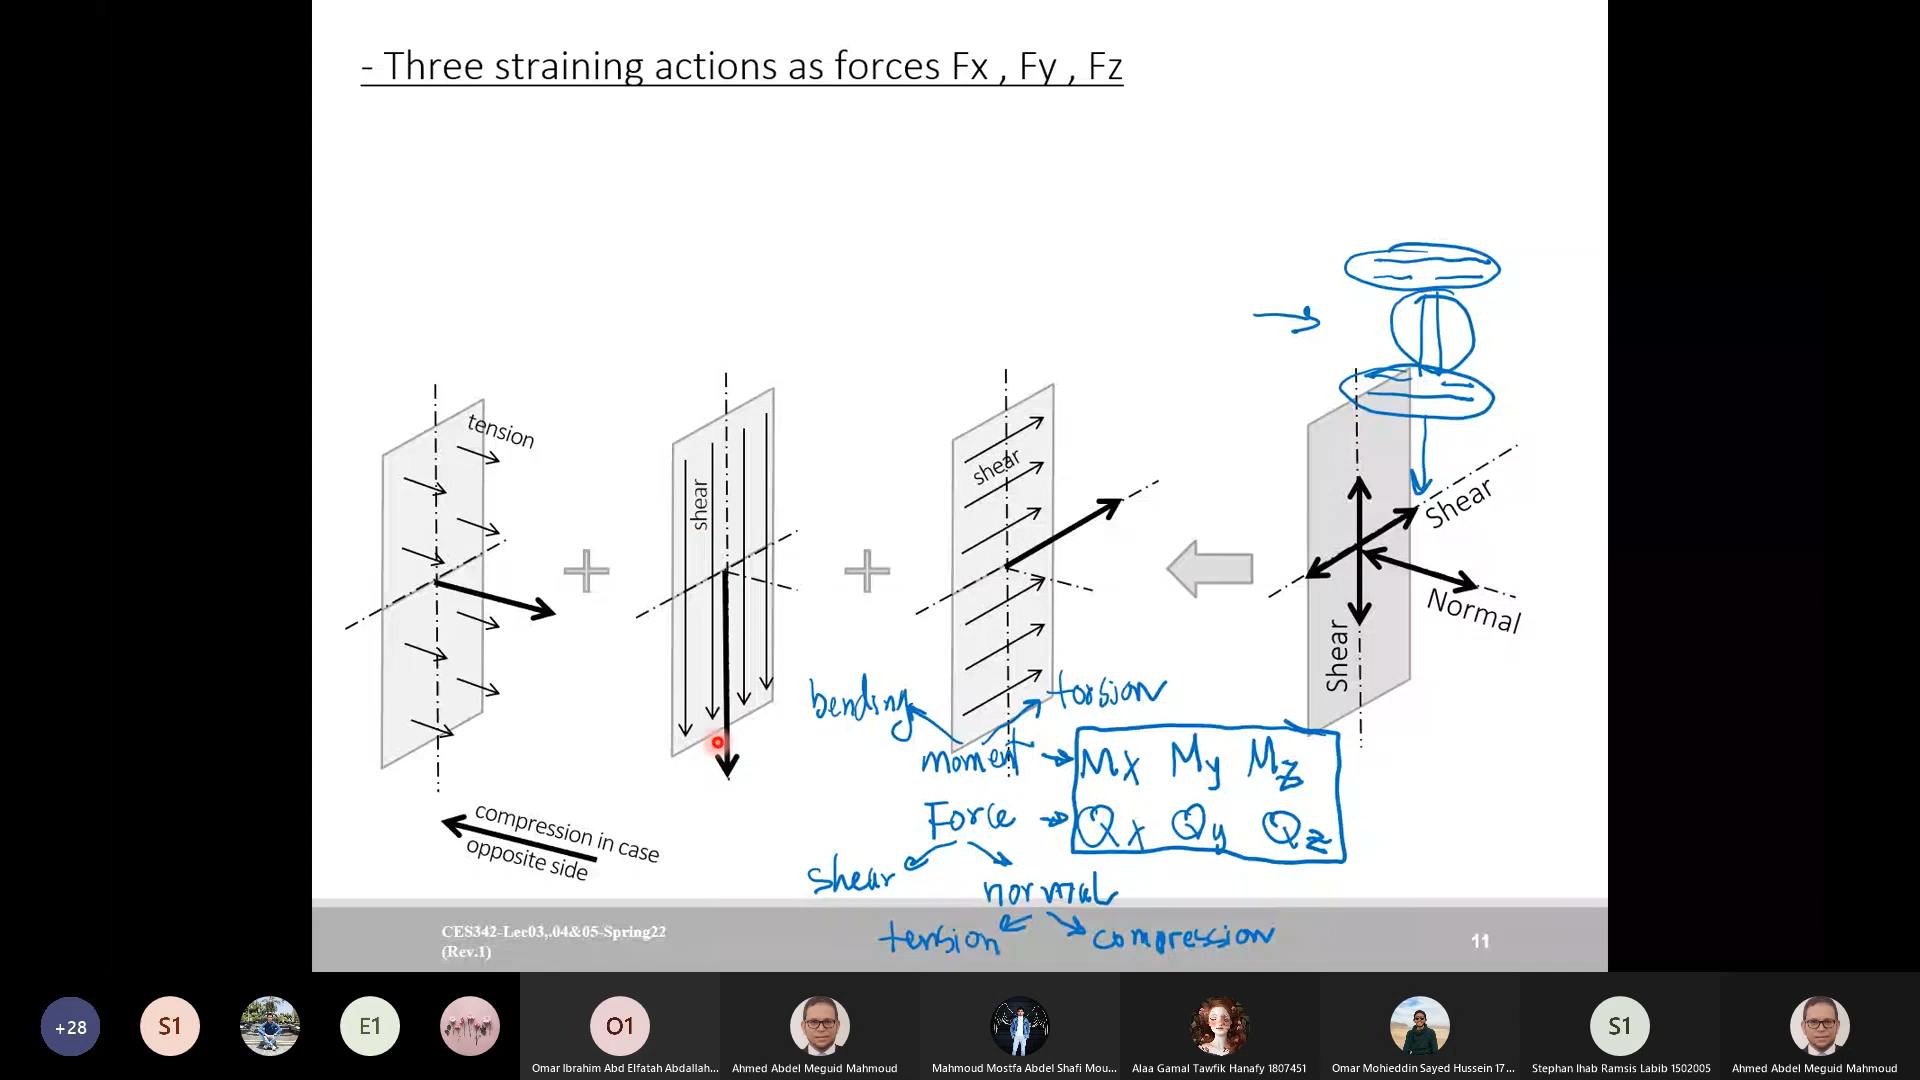 - Three straining actions as forces Fx , Fy , Fz
tension
shear
shear
Shear
Normal
Shear
compression in case
opposite side
bending
torsion
moment → Mx My Mz
Force → Qx Qy Qz
shear
normal
tension
compression
CES342-Lec03,.04&05-Spring22
(Rev.1)
11
+28
S1
E1
O1
S1
Omar Ibrahim Abd Elfatah Abdallah...
Ahmed Abdel Meguid Mahmoud
Mahmoud Mostfa Abdel Shafi Mou...
Alaa Gamal Tawfik Hanafy 1807451
Omar Mohieddin Sayed Hussein 17...
Stephan Ihab Ramsis Labib 1502005
Ahmed Abdel Meguid Mahmoud